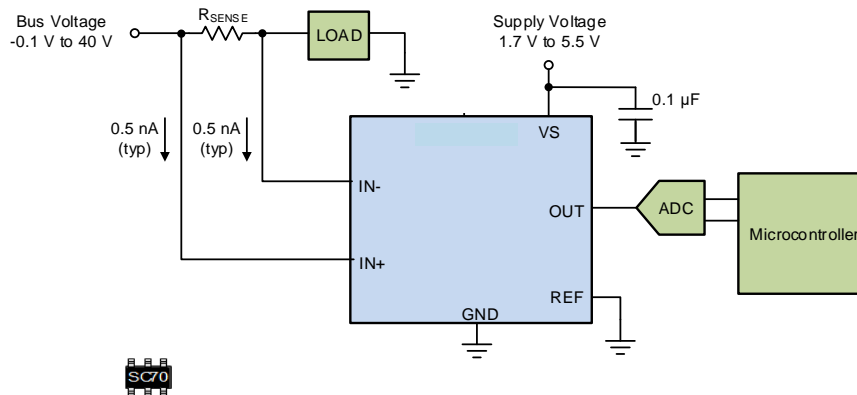 Bus Voltage
-0.1 V to 40 V
RSENSE
LOAD
Supply Voltage
1.7 V to 5.5 V
0.1 µF
0.5 nA
(typ)
0.5 nA
(typ)
VS
IN-
OUT
ADC
Microcontroller
IN+
REF
GND
SC70